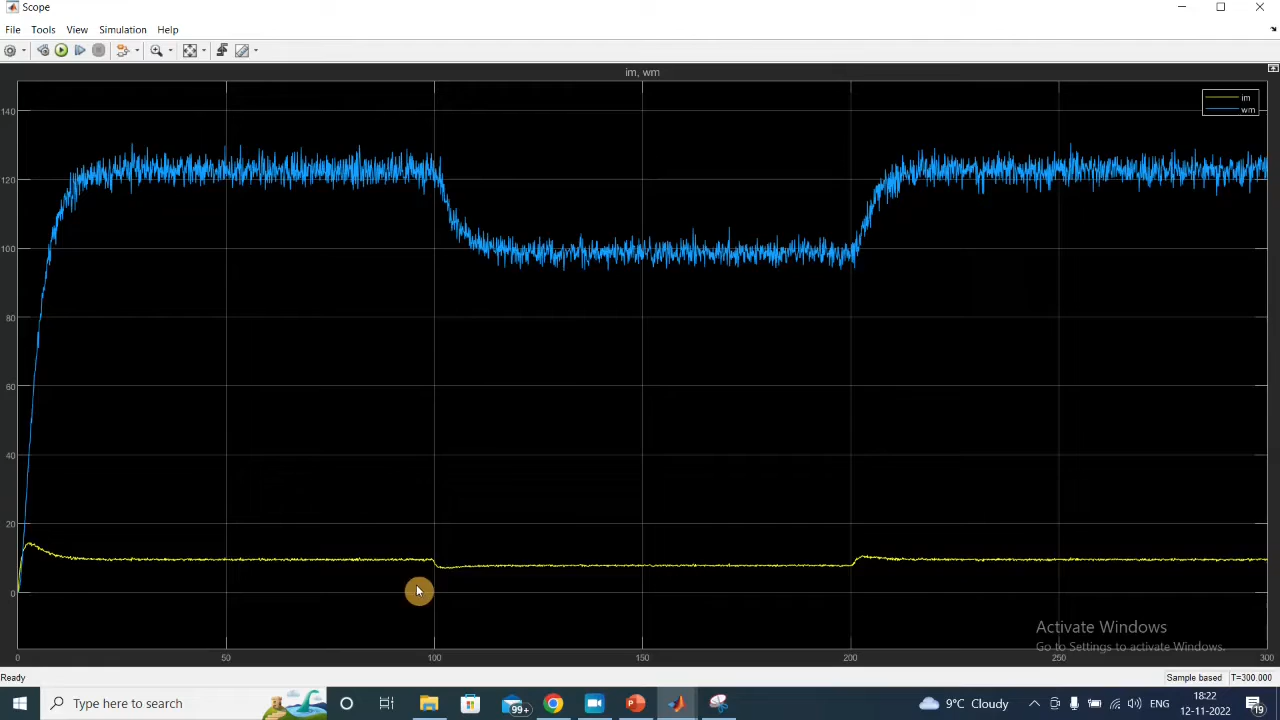 Scope
File Tools View Simulation Help
im, wm
im
wm
140
120
100
80
60
40
20
0
0 50 100 150 200 250 300
Activate Windows
Go to Settings to activate Windows.
Ready
Sample based T=300.000
Type here to search
99+
9°C Cloudy
ENG
18:22
12-11-2022
19